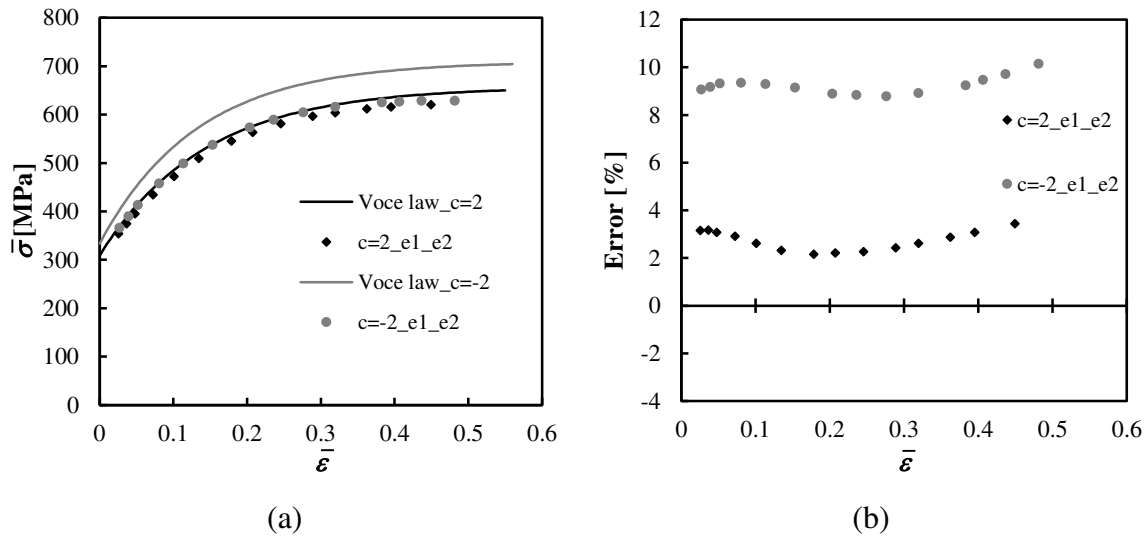 800
700
600
500
400
300
200
100
0
σ̄ [MPa]
Voce law_c=2
c=2_e1_e2
Voce law_c=-2
c=-2_e1_e2
0 0.1 0.2 0.3 0.4 0.5 0.6
ε̄
(a)
12
10
8
6
4
2
0
-2
-4
Error [%]
c=2_e1_e2
c=-2_e1_e2
0 0.1 0.2 0.3 0.4 0.5 0.6
ε̄
(b)